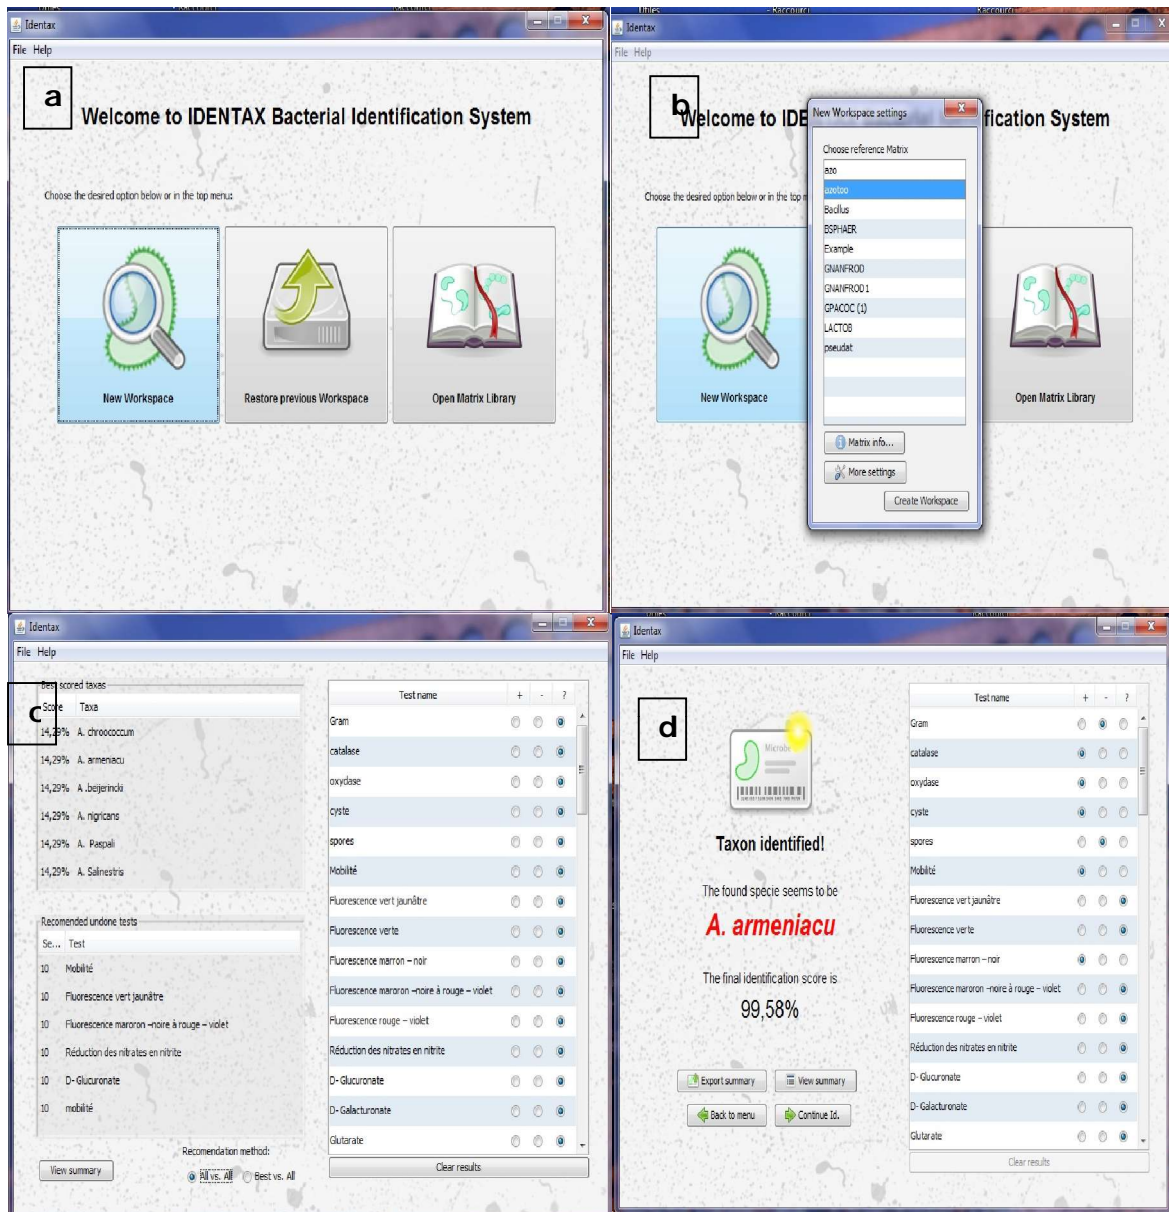 Identax
File Help
a
Welcome to IDENTAX Bacterial Identification System
Choose the desired option below or in the top menu:
New Workspace
Restore previous Workspace
Open Matrix Library
Identax
File Help
b
Welcome to IDE
fication System
Choose the desired option below or in the top m
New Workspace
Open Matrix Library
New Workspace settings
Choose reference Matrix
azo
azotoo
Bacillus
BSPHAER
Example
GNANFROD
GNANFROD1
GPACOC (1)
LACTOB
pseudat
Matrix info...
More settings
Create Workspace
Identax
File Help
c
Best scored taxas
Score Taxa
14,29% A. chroococcum
14,29% A. armeniacu
14,29% A .beijerincki
14,29% A. nigricans
14,29% A. Paspali
14,29% A. Salinestris
Recomended undone tests
Se... Test
10 Mobilité
10 Fluorescence vert jaunâtre
10 Fluorescence maroron –noire à rouge – violet
10 Réduction des nitrates en nitrite
10 D- Glucuronate
10 mobilité
Recomendation method:
View summary
All vs. All Best vs. All
Test name + - ?
Gram
catalase
oxydase
cyste
spores
Mobilité
Fluorescence vert jaunâtre
Fluorescence verte
Fluorescence marron – noir
Fluorescence maroron –noire à rouge – violet
Fluorescence rouge – violet
Réduction des nitrates en nitrite
D- Glucuronate
D- Galacturonate
Glutarate
Clear results
Identax
File Help
d
Microbe
Taxon identified!
The found specie seems to be
A. armeniacu
The final identification score is
99,58%
Export summary
View summary
Back to menu
Continue Id.
Test name + - ?
Gram
catalase
oxydase
cyste
spores
Mobilité
Fluorescence vert jaunâtre
Fluorescence verte
Fluorescence marron – noir
Fluorescence maroron –noire à rouge – violet
Fluorescence rouge – violet
Réduction des nitrates en nitrite
D- Glucuronate
D- Galacturonate
Glutarate
Clear results